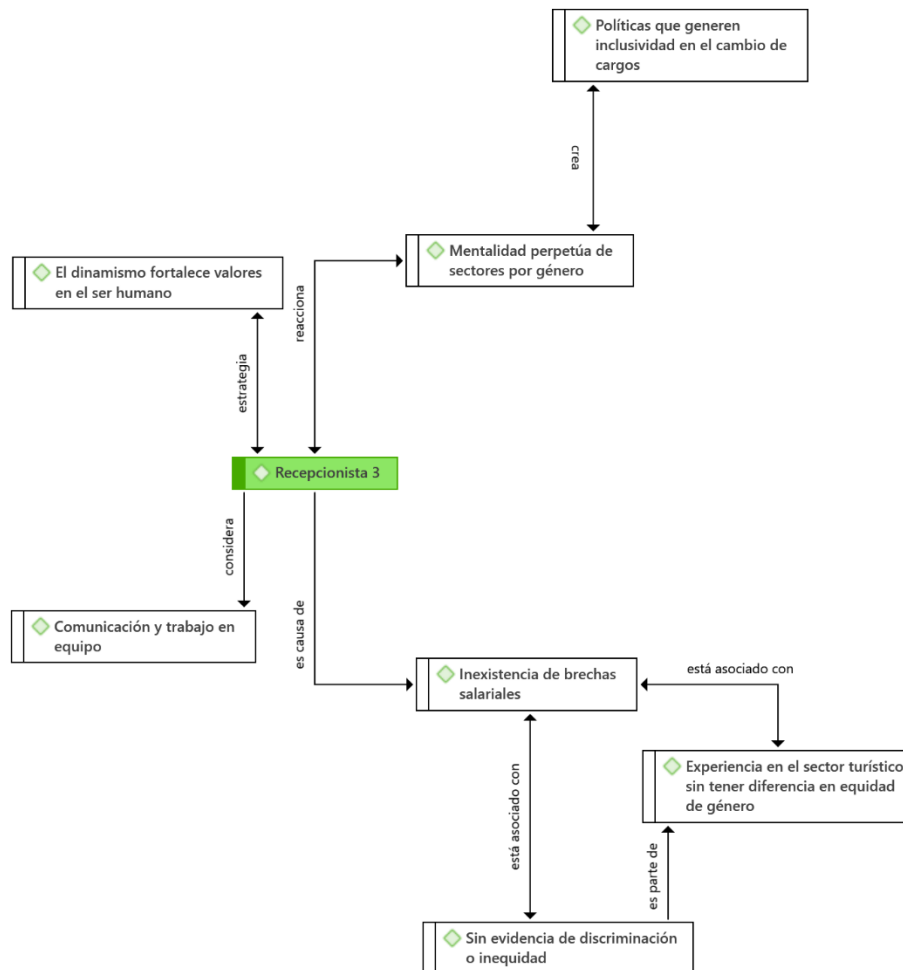 Políticas que generen
inclusividad en el cambio de
cargos
crea
Mentalidad perpetúa de
sectores por género
El dinamismo fortalece valores
en el ser humano
reacciona
estrategia
Recepcionista 3
considera
es causa de
Comunicación y trabajo en
equipo
Inexistencia de brechas
salariales
está asociado con
Experiencia en el sector turístico
sin tener diferencia en equidad
de género
está asociado con
es parte de
Sin evidencia de discriminación
o inequidad